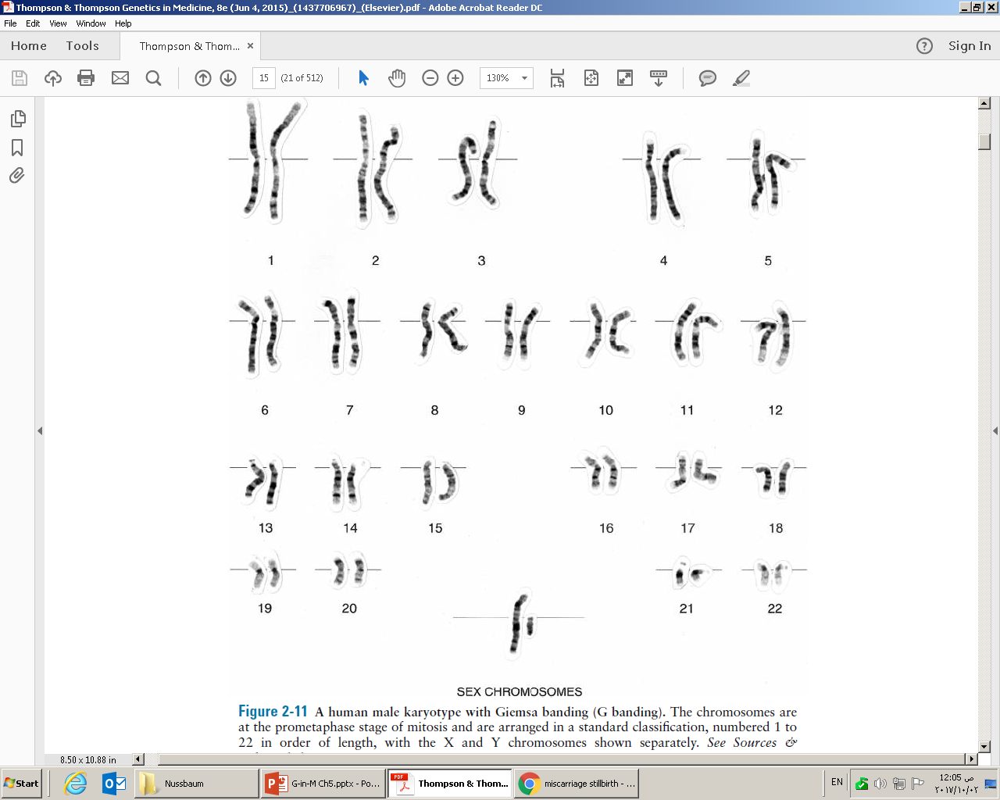 Thompson & Thompson Genetics in Medicine, 8e (Jun 4, 2015)_(1437706967)_(Elsevier).pdf - Adobe Acrobat Reader DC
File Edit View Window Help
Home Tools Thompson & Thom... × ? Sign In
15 (21 of 512) 130%
1 2 3 4 5
6 7 8 9 10 11 12
13 14 15 16 17 18
19 20 21 22
SEX CHROMOSOMES
Figure 2-11 A human male karyotype with Giemsa banding (G banding). The chromosomes are
at the prometaphase stage of mitosis and are arranged in a standard classification, numbered 1 to
22 in order of length, with the X and Y chromosomes shown separately. See Sources &
8.50 x 10.88 in
Start Nussbaum G-in-M Ch5.pptx - Po... PDF Thompson & Thom... miscarriage stillbirth - ... EN 12:05 ص
٢٠١٧/١٠/٠٢